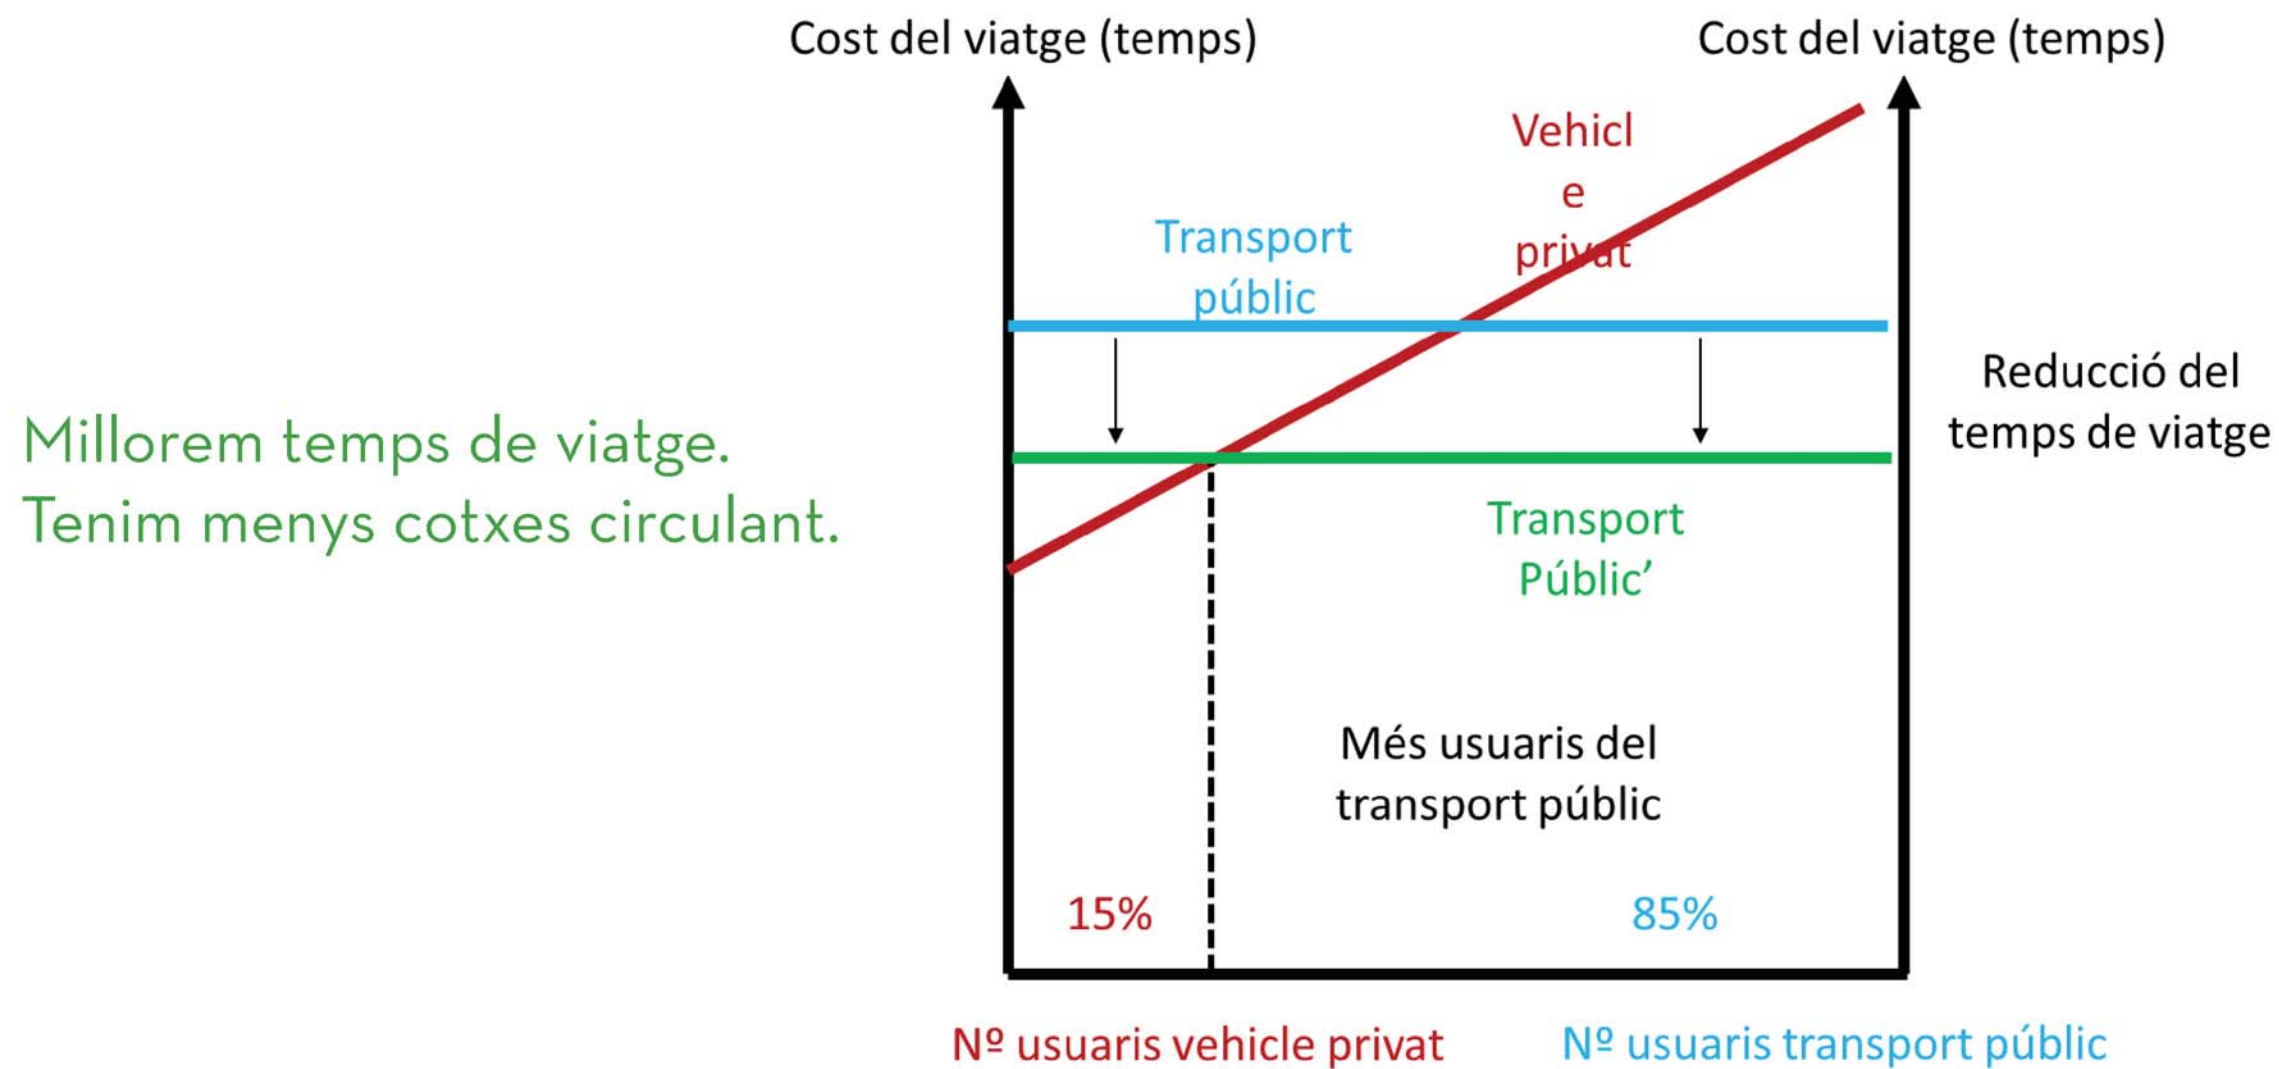 Cost del viatge (temps)
Cost del viatge (temps)
Vehicl
e
privat
Transport
públic
Reducció del
temps de viatge
Millorem temps de viatge.
Tenim menys cotxes circulant.
Transport
Públic’
Més usuaris del
transport públic
15%
85%
Nº usuaris vehicle privat
Nº usuaris transport públic